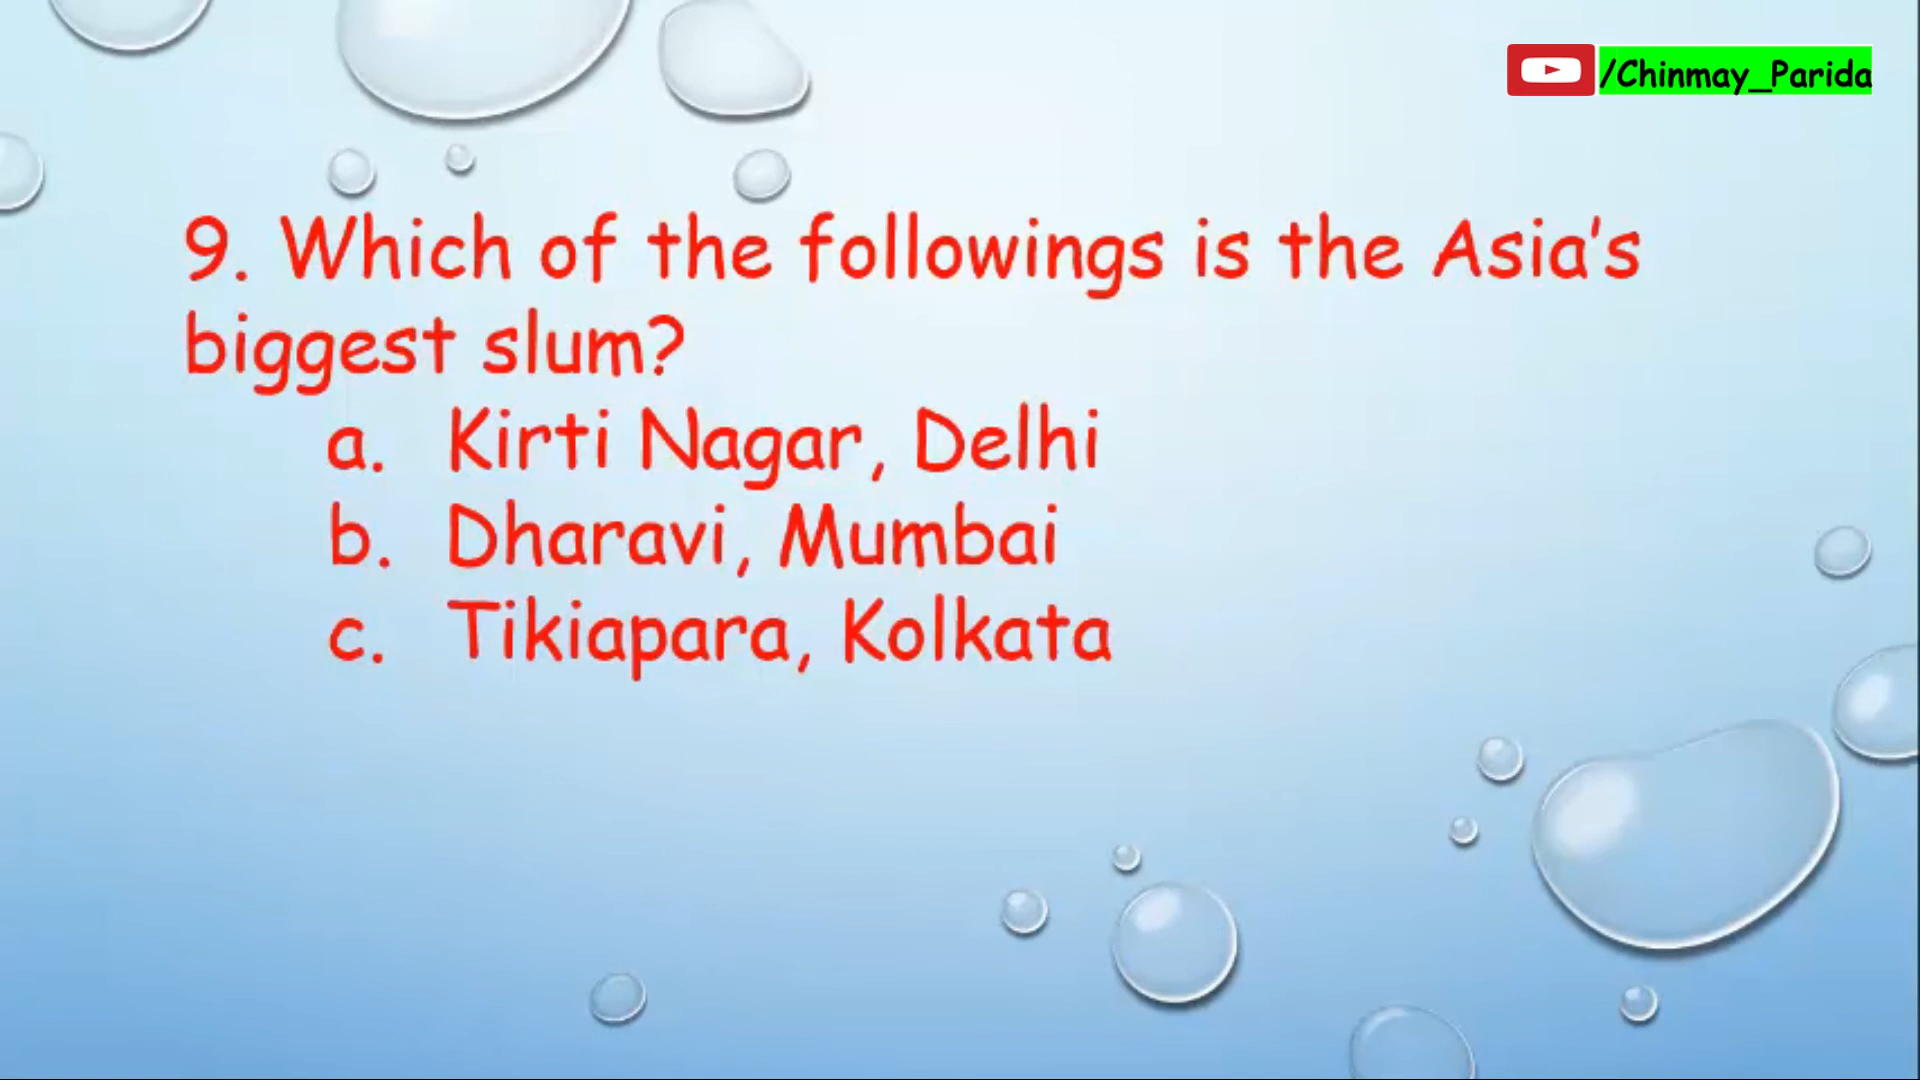 /Chinmay_Parida
9. Which of the followings is the Asia’s
biggest slum?
a. Kirti Nagar, Delhi
b. Dharavi, Mumbai
c. Tikiapara, Kolkata